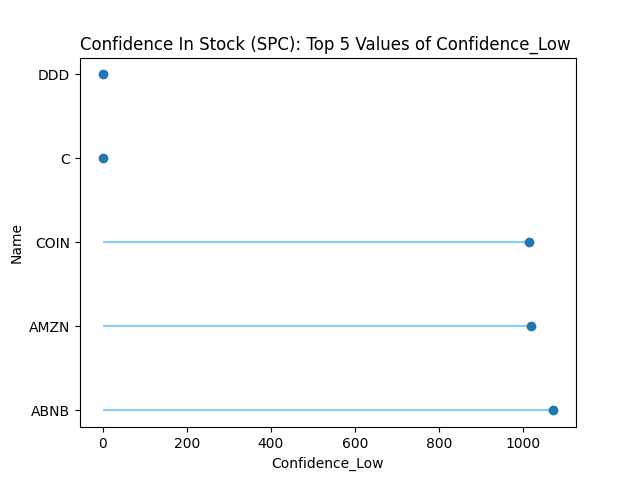 Confidence In Stock (SPC): Top 5 Values of Confidence_Low
DDD
C
COIN
AMZN
ABNB
Name
0 200 400 600 800 1000
Confidence_Low